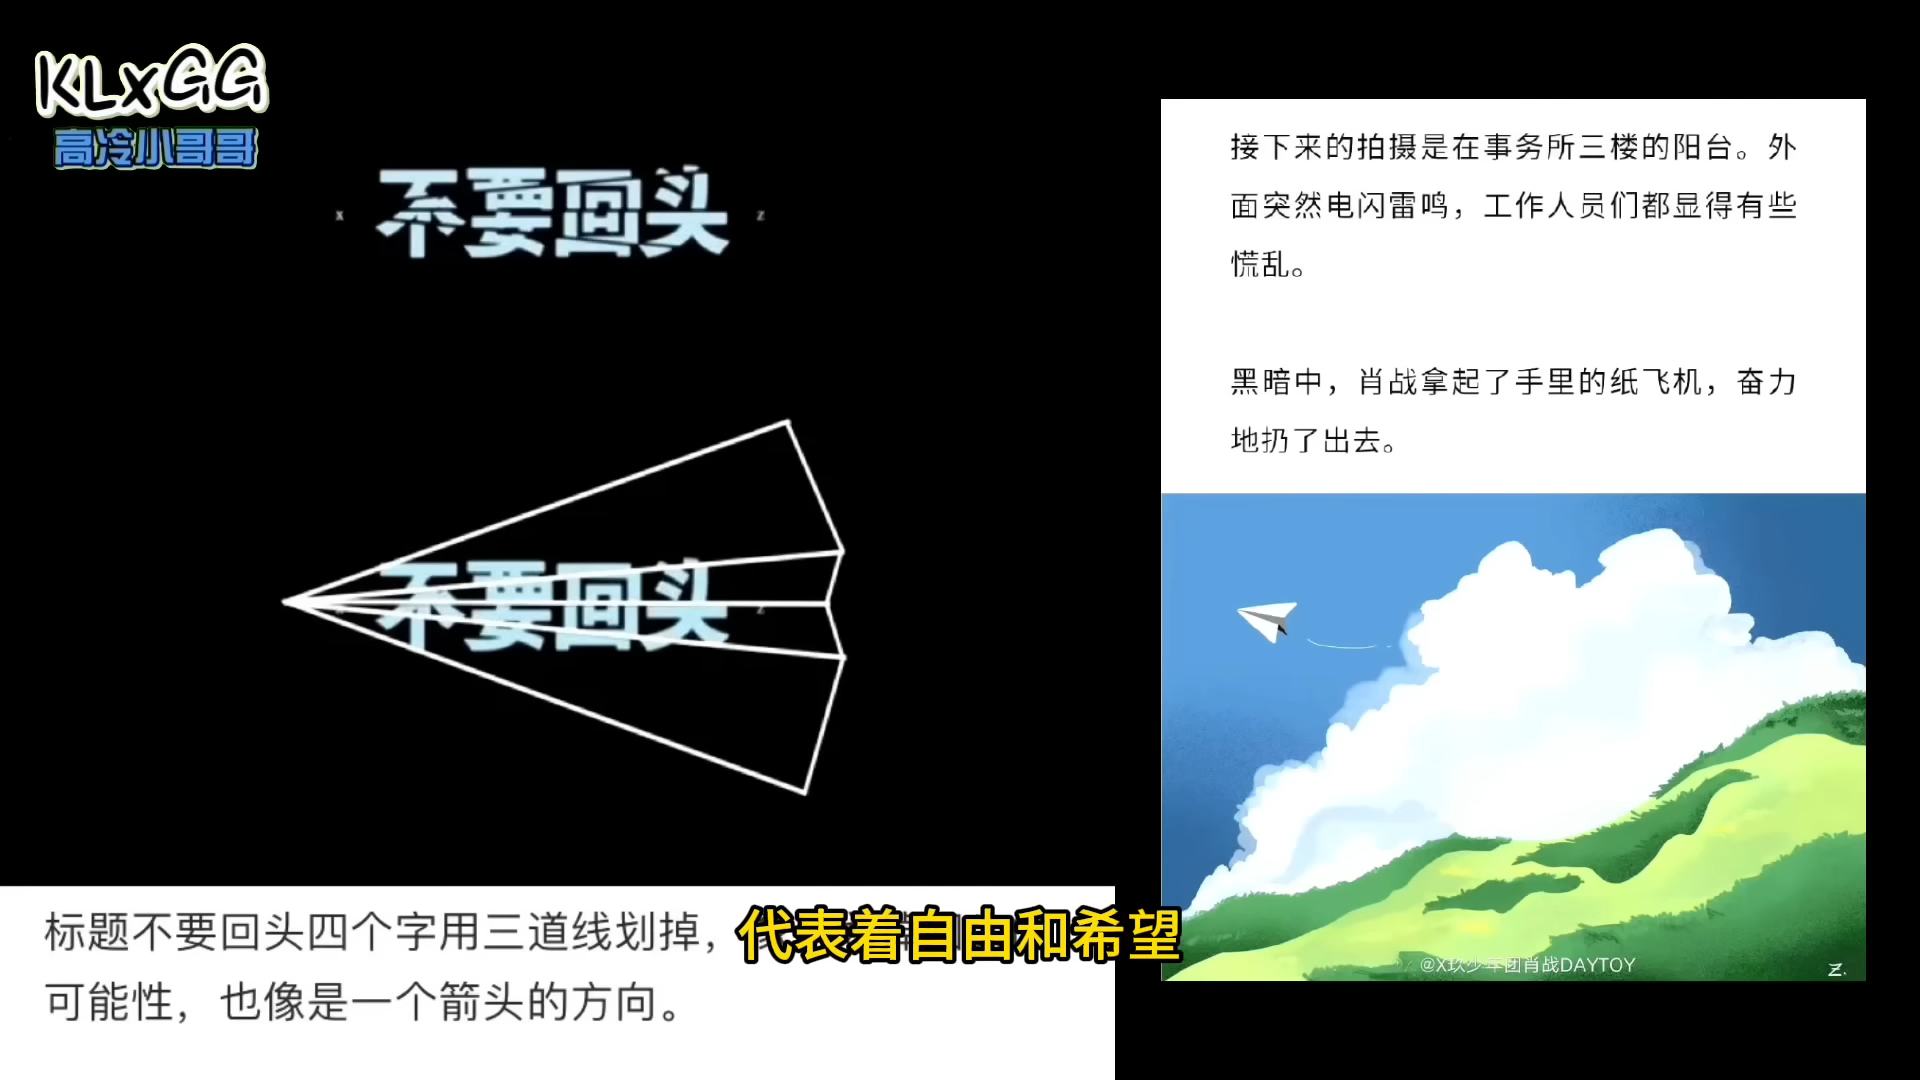 KLxGG
高冷小哥哥
x 不要回头 z
不要回头 z
标题不要回头四个字用三道线划掉，
可能性，也像是一个箭头的方向。
代表着自由和希望
接下来的拍摄是在事务所三楼的阳台。外
面突然电闪雷鸣，工作人员们都显得有些
慌乱。
黑暗中，肖战拿起了手里的纸飞机，奋力
地扔了出去。
@X玖少年团肖战DAYTOY
Z.